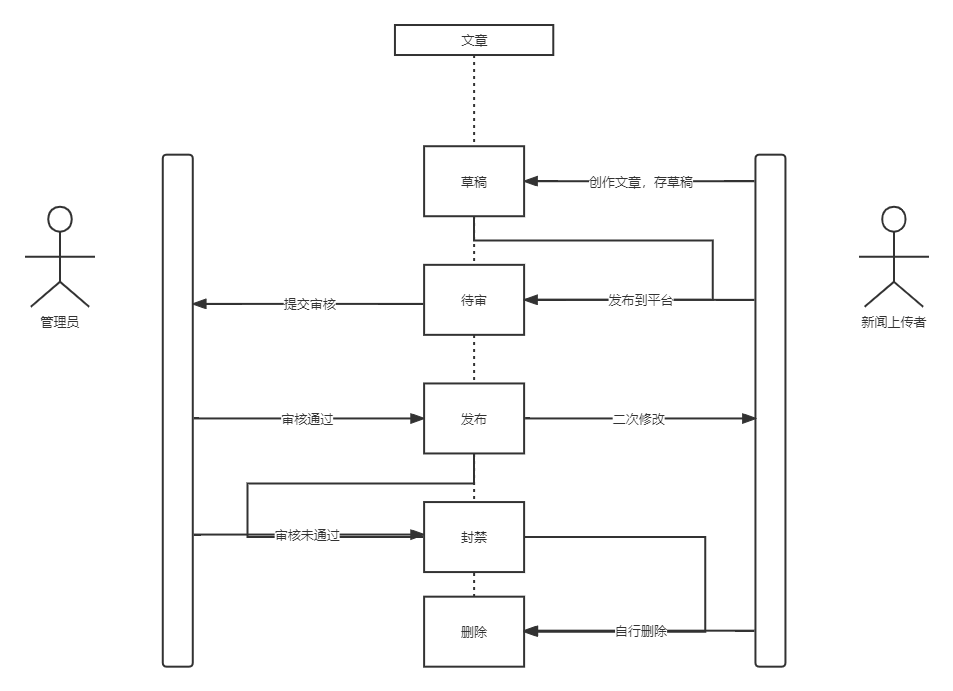 文章
草稿
创作文章，存草稿
待审
发布到平台
提交审核
管理员
新闻上传者
审核通过
发布
二次修改
审核未通过
封禁
删除
自行删除